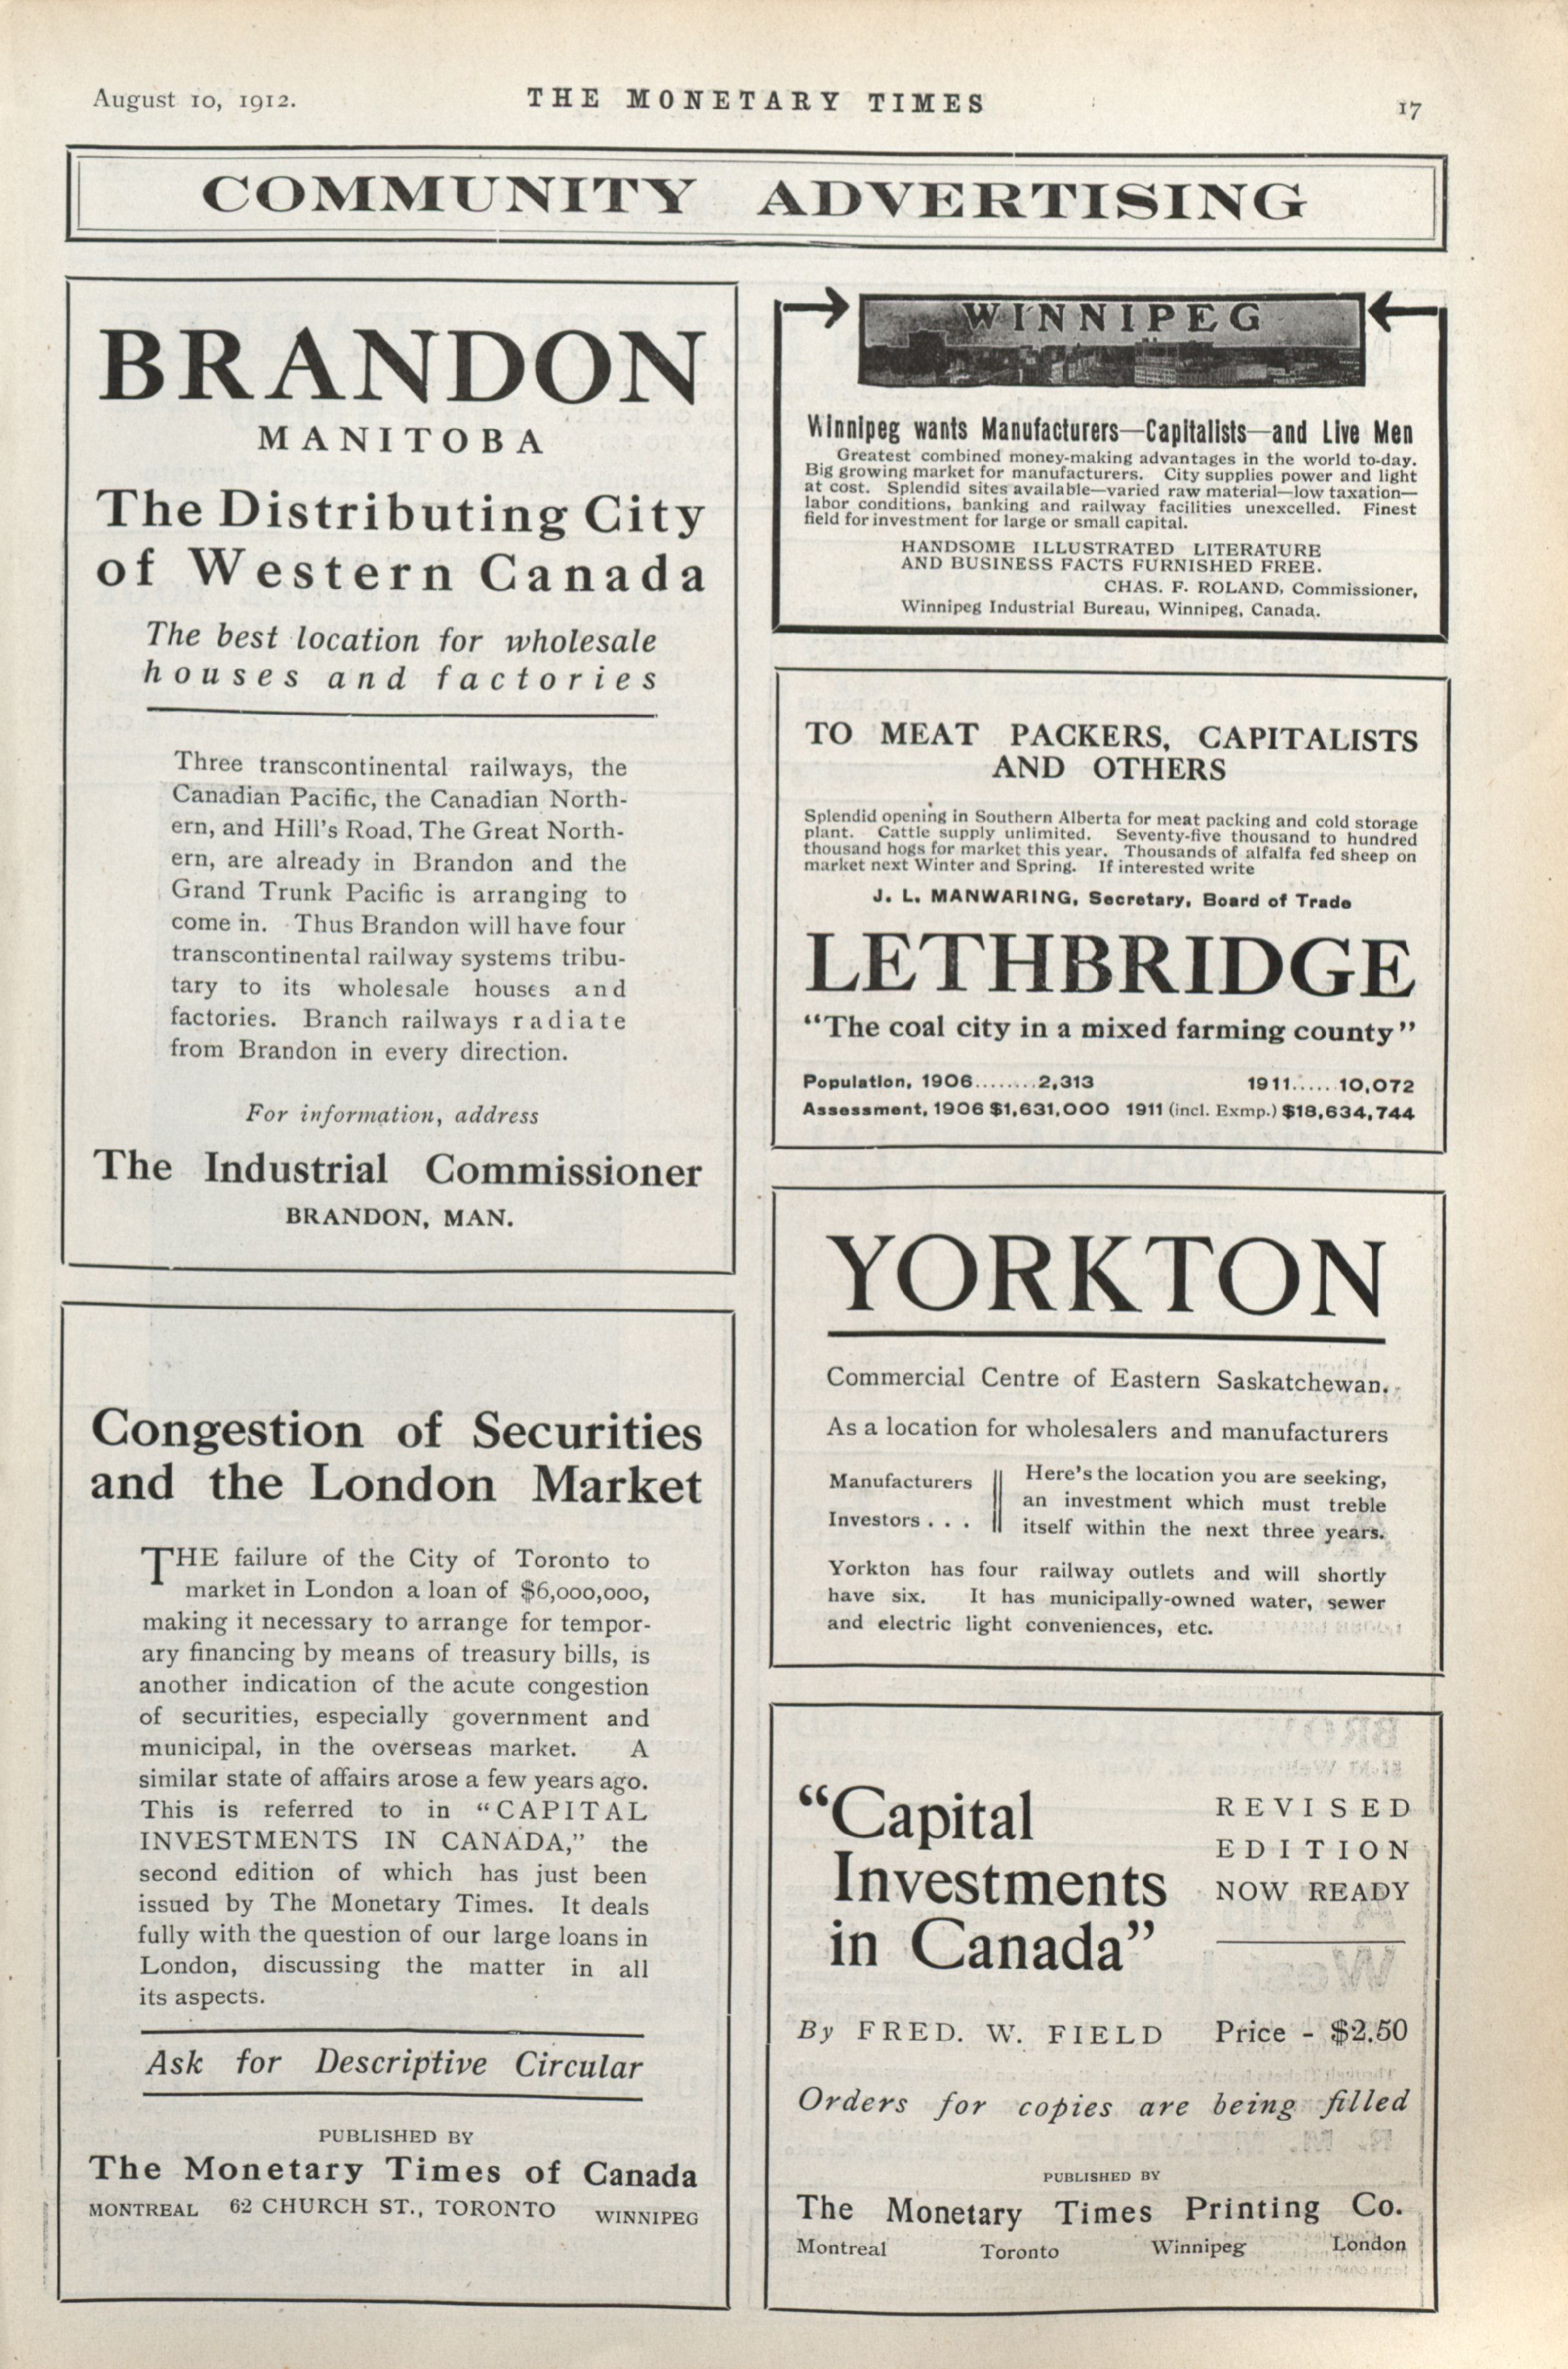 August 10, 1912.
THE MONETARY TIMES
17
COMMUNITY ADVERTISING
BRANDON
MANITOBA
The Distributing City
of Western Canada
The best location for wholesale
houses and factories
Three transcontinental railways, the
Canadian Pacific, the Canadian North-
ern, and Hill's Road, The Great North-
ern, are already in Brandon and the
Grand Trunk Pacific is arranging to
come in. Thus Brandon will have four
transcontinental railway systems tribu-
tary to its wholesale houses and
factories. Branch railways radiate
from Brandon in every direction.
For information, address
The Industrial Commissioner
BRANDON, MAN.
Congestion of Securities
and the London Market
THE failure of the City of Toronto to
market in London a loan of $6,000,000,
making it necessary to arrange for tempor-
ary financing by means of treasury bills, is
another indication of the acute congestion
of securities, especially government and
municipal, in the overseas market. A
similar state of affairs arose a few years ago.
This is referred to in "CAPITAL
INVESTMENTS IN CANADA," the
second edition of which has just been
issued by The Monetary Times. It deals
fully with the question of our large loans in
London, discussing the matter in all
its aspects.
Ask for Descriptive Circular
PUBLISHED BY
The Monetary Times of Canada
MONTREAL 62 CHURCH ST., TORONTO WINNIPEG
WINNIPEG
Winnipeg wants Manufacturers—Capitalists—and Live Men
Greatest combined money-making advantages in the world to-day.
Big growing market for manufacturers. City supplies power and light
at cost. Splendid sites available—varied raw material—low taxation—
labor conditions, banking and railway facilities unexcelled. Finest
field for investment for large or small capital.
HANDSOME ILLUSTRATED LITERATURE
AND BUSINESS FACTS FURNISHED FREE.
CHAS. F. ROLAND, Commissioner,
Winnipeg Industrial Bureau, Winnipeg, Canada.
TO MEAT PACKERS, CAPITALISTS
AND OTHERS
Splendid opening in Southern Alberta for meat packing and cold storage
plant. Cattle supply unlimited. Seventy-five thousand to hundred
thousand hogs for market this year. Thousands of alfalfa fed sheep on
market next Winter and Spring. If interested write
J. L. MANWARING, Secretary, Board of Trade
LETHBRIDGE
"The coal city in a mixed farming county"
Population, 1906........2,313 1911......10,072
Assessment, 1906 $1,631,000 1911 (incl. Exmp.) $18,634,744
YORKTON
Commercial Centre of Eastern Saskatchewan.
As a location for wholesalers and manufacturers
Manufacturers
Investors . . .
Here's the location you are seeking,
an investment which must treble
itself within the next three years.
Yorkton has four railway outlets and will shortly
have six. It has municipally-owned water, sewer
and electric light conveniences, etc.
"Capital
Investments
in Canada"
REVISED
EDITION
NOW READY
By FRED. W. FIELD Price - $2.50
Orders for copies are being filled
PUBLISHED BY
The Monetary Times Printing Co.
Montreal Toronto Winnipeg London